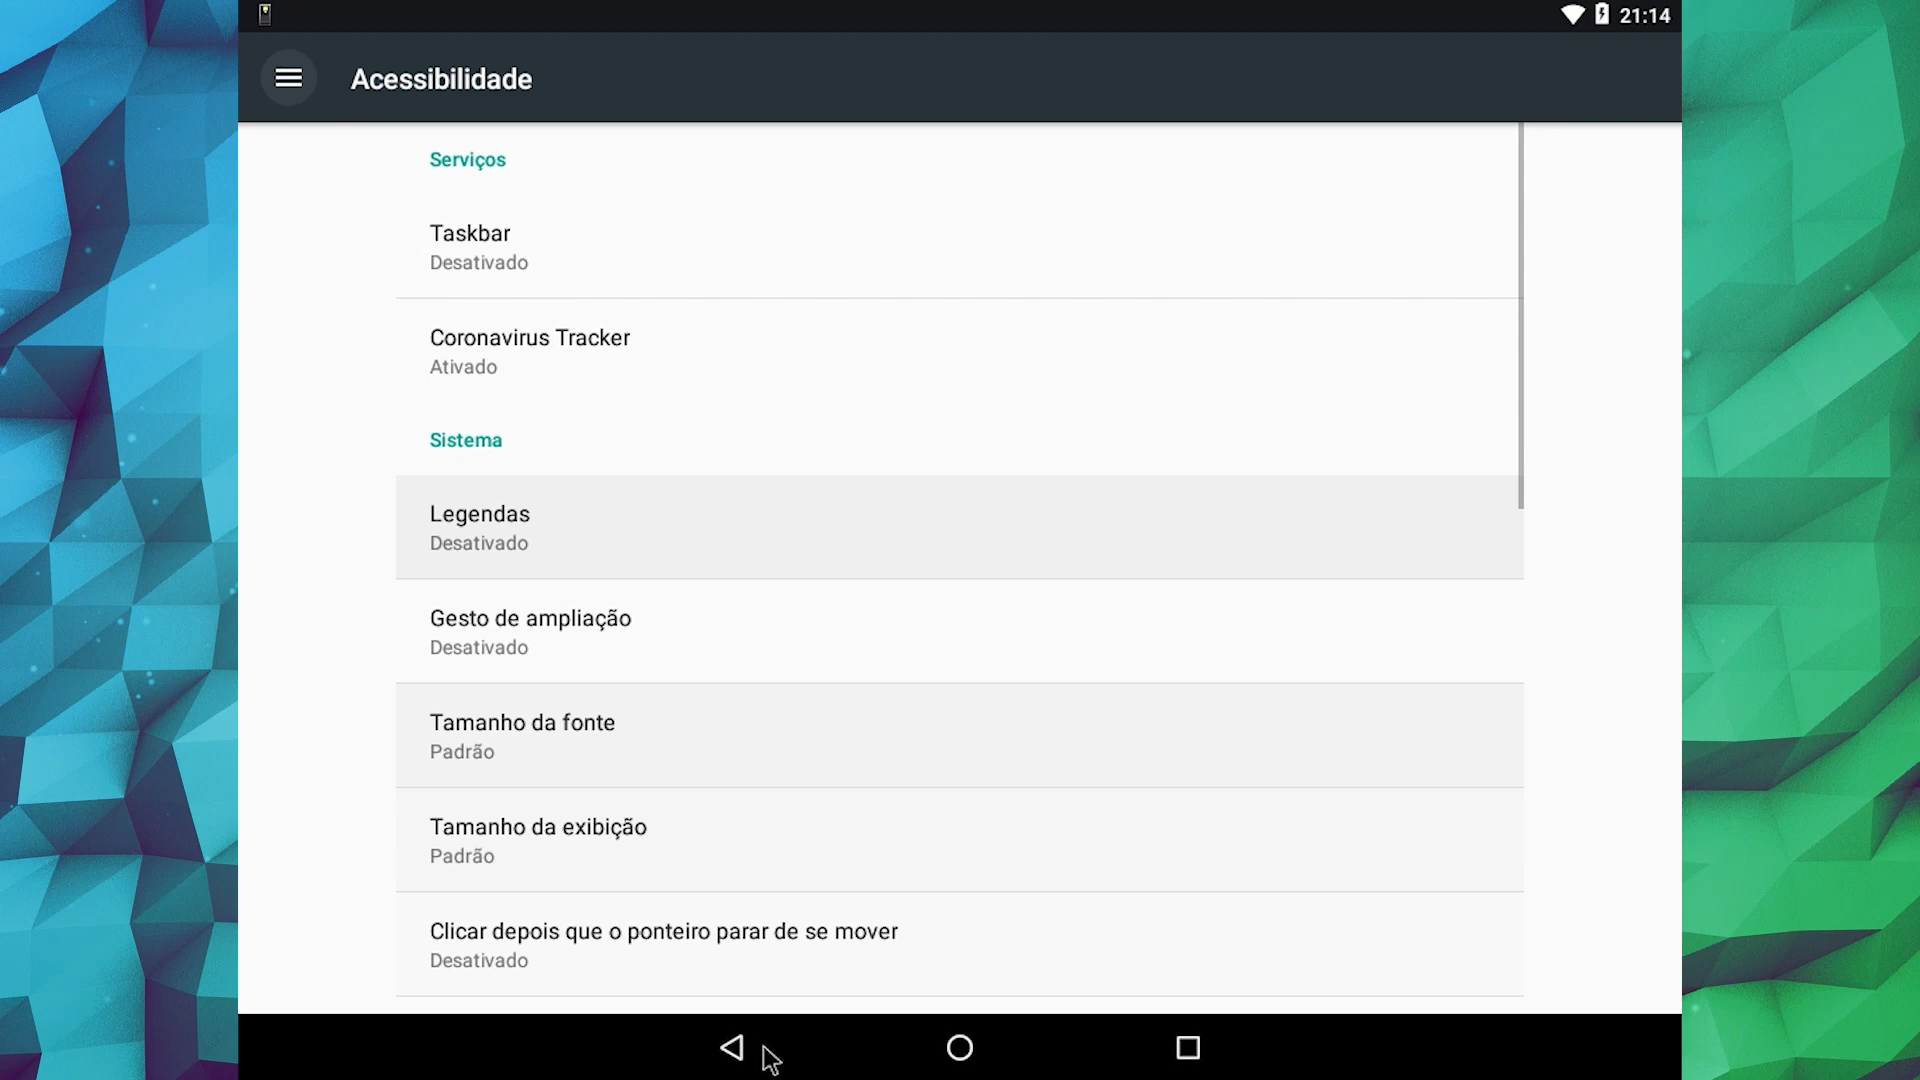 21:14
Acessibilidade
Serviços
Taskbar
Desativado
Coronavirus Tracker
Ativado
Sistema
Legendas
Desativado
Gesto de ampliação
Desativado
Tamanho da fonte
Padrão
Tamanho da exibição
Padrão
Clicar depois que o ponteiro parar de se mover
Desativado